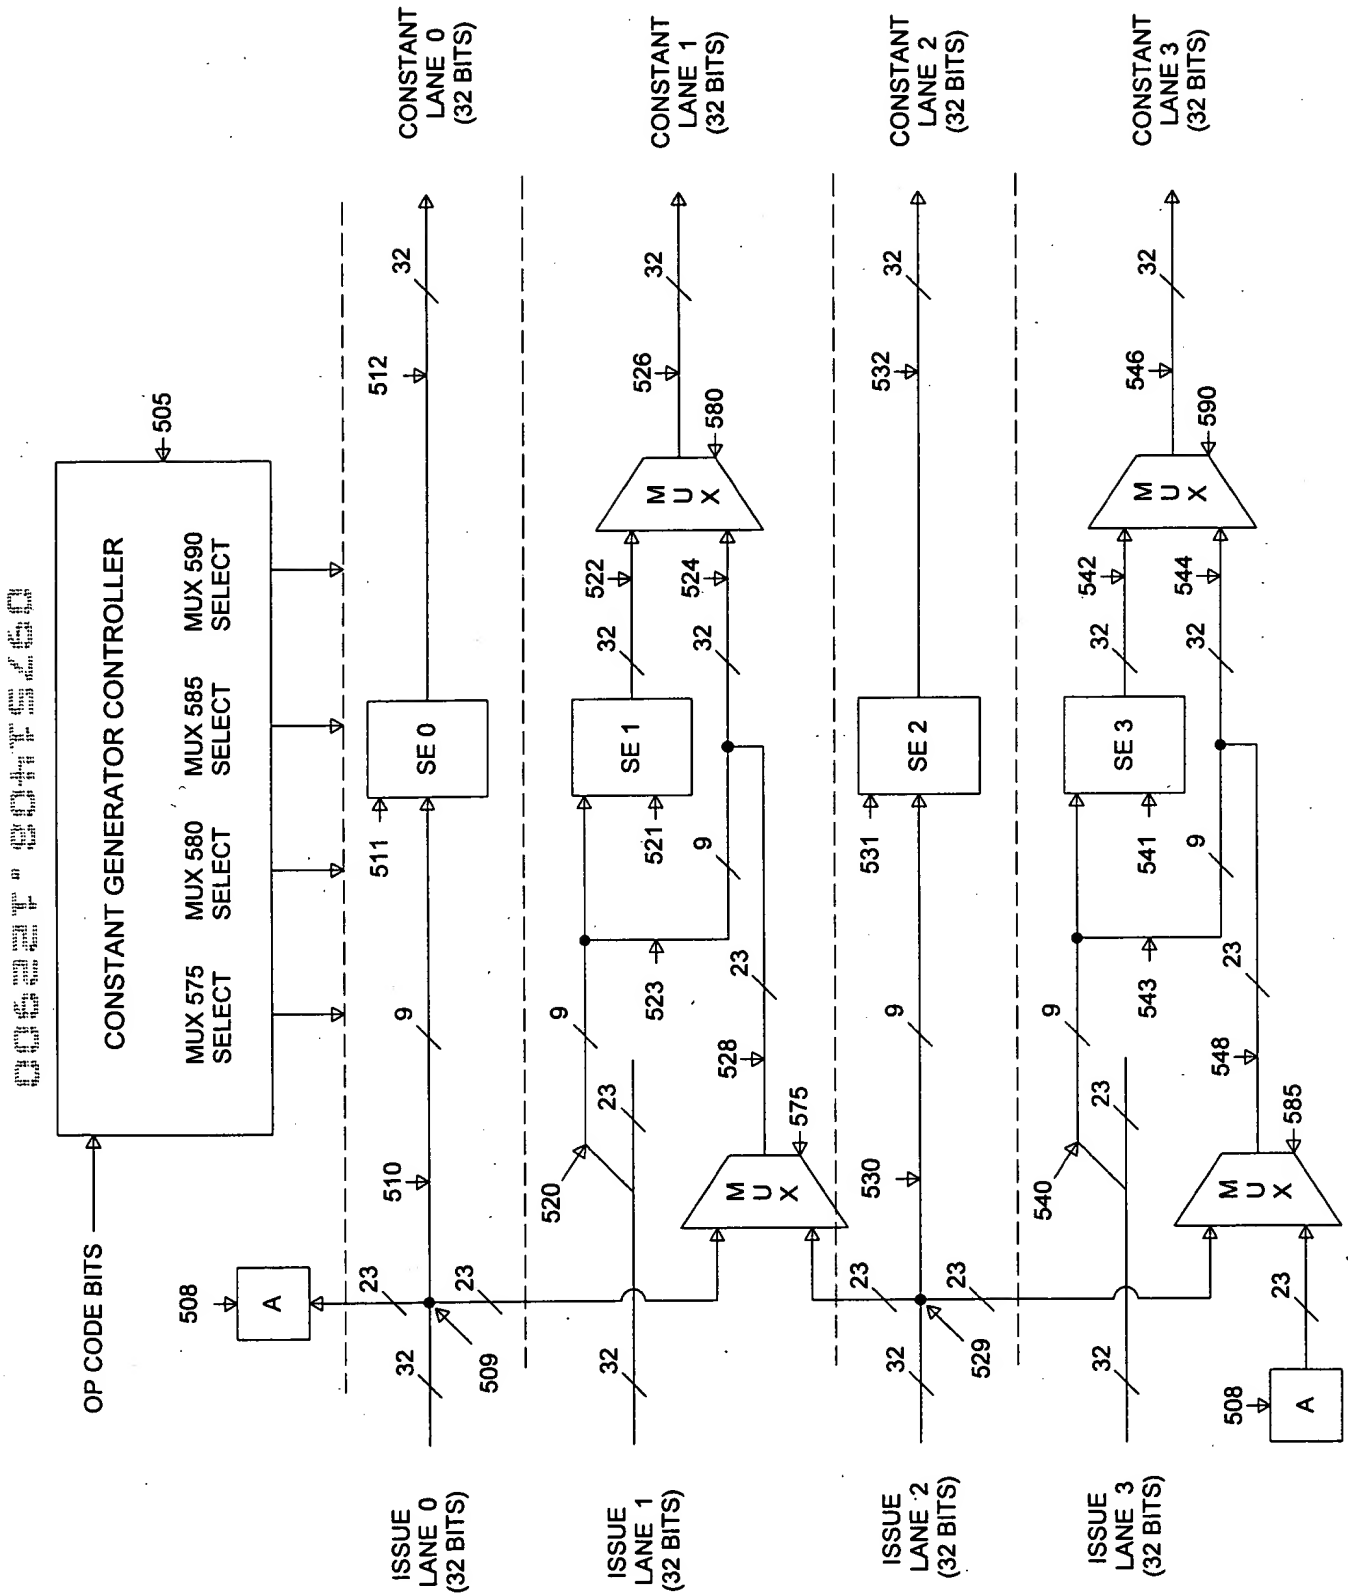 00621.80415760
OP CODE BITS
505
CONSTANT GENERATOR CONTROLLER
MUX 575
SELECT
MUX 580
SELECT
MUX 585
SELECT
MUX 590
SELECT
508
A
23
ISSUE
LANE 0
(32 BITS)
32
509
23
510
9
511
SE 0
512
32
CONSTANT
LANE 0
(32 BITS)
ISSUE
LANE 1
(32 BITS)
32
520
23
9
523
521
SE 1
32
522
9
32
524
MUX
580
526
32
CONSTANT
LANE 1
(32 BITS)
MUX
575
528
23
ISSUE
LANE 2
(32 BITS)
32
23
529
23
530
9
531
SE 2
532
32
CONSTANT
LANE 2
(32 BITS)
ISSUE
LANE 3
(32 BITS)
32
540
23
9
543
541
SE 3
32
542
9
32
544
MUX
590
546
32
CONSTANT
LANE 3
(32 BITS)
508
A
23
MUX
585
548
23